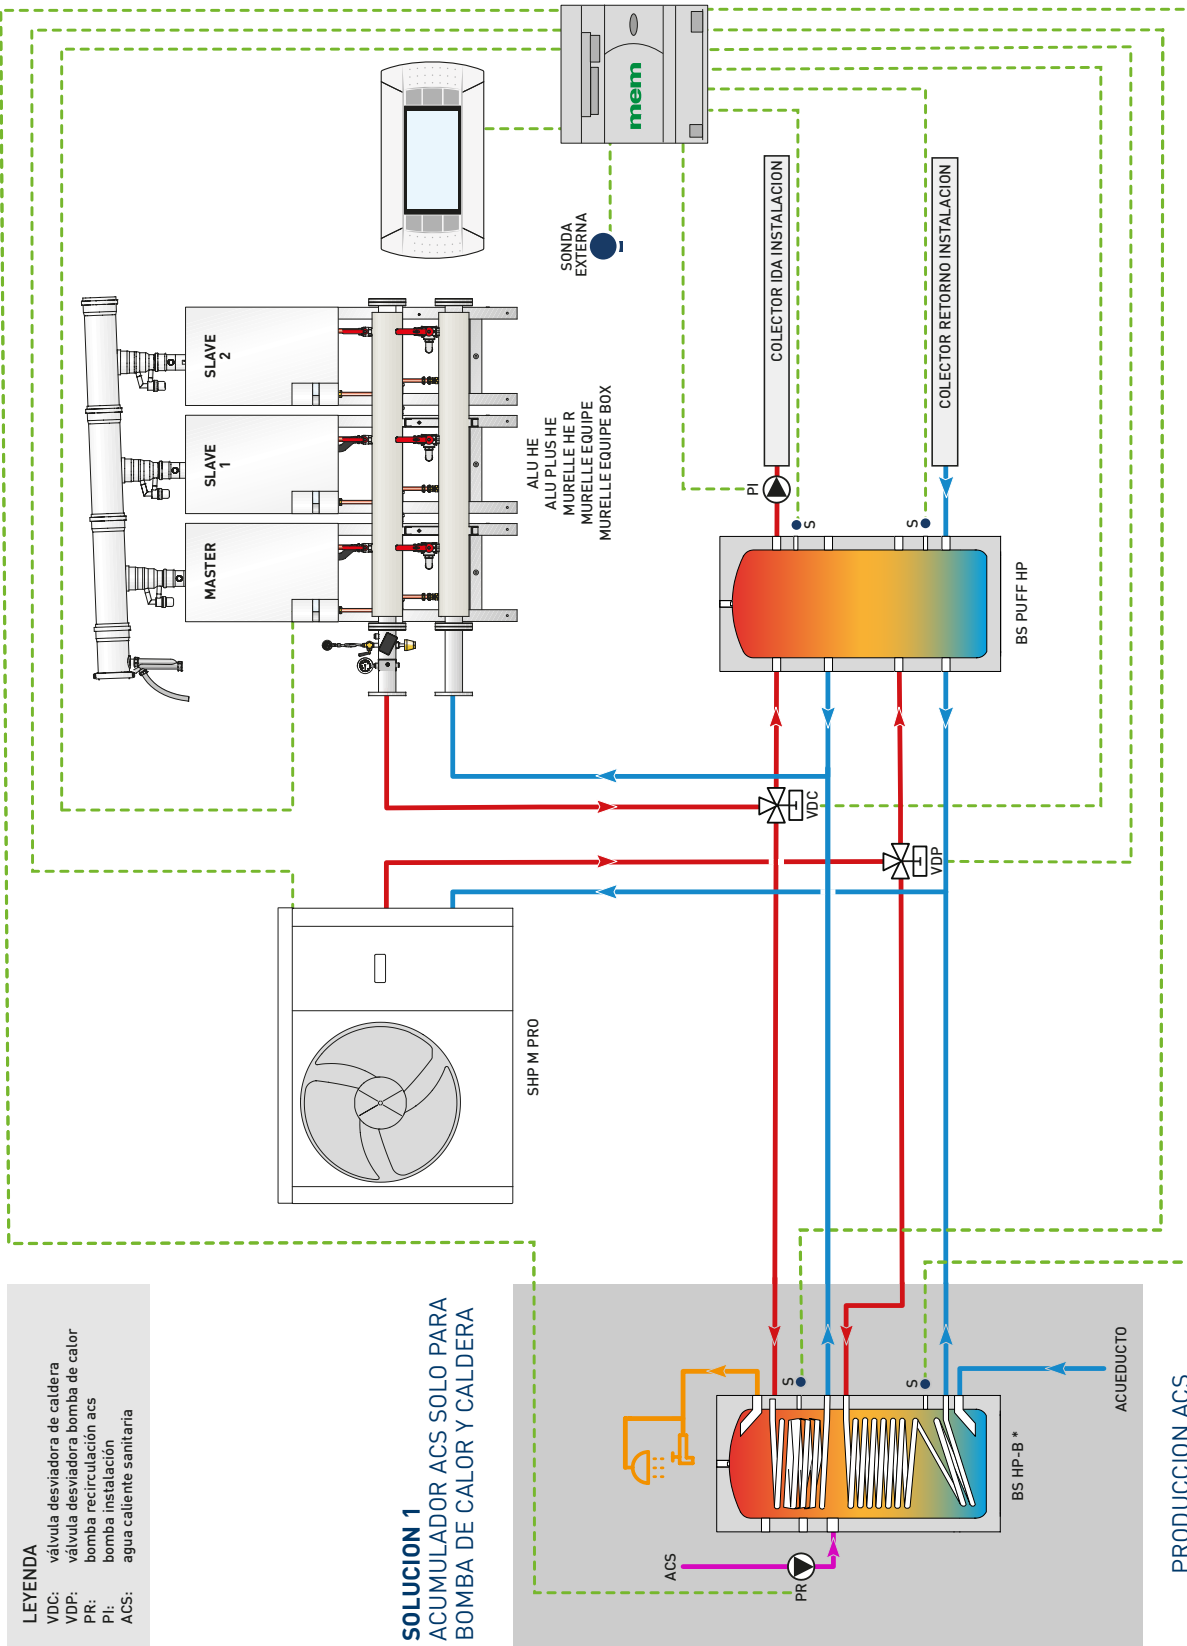 LEYENDA
VDC: válvula desviadora de caldera
VDP: válvula desviadora bomba de calor
PR: bomba recirculación acs
PI: bomba instalación
ACS: agua caliente sanitaria
SOLUCION 1
ACUMULADOR ACS SOLO PARA
BOMBA DE CALOR Y CALDERA
MASTER
SLAVE
1
SLAVE
2
ALU HE
ALU PLUS HE
MURELLE HE R
MURELLE EQUIPE
MURELLE EQUIPE BOX
mem
SONDA
EXTERNA
SHP M PRO
COLECTOR IDA INSTALACION
COLECTOR RETORNO INSTALACION
PI
S
S
BS PUFF HP
VDC
VDP
ACS
PR
S
S
BS HP-B *
ACUEDUCTO
PRODUCCION ACS